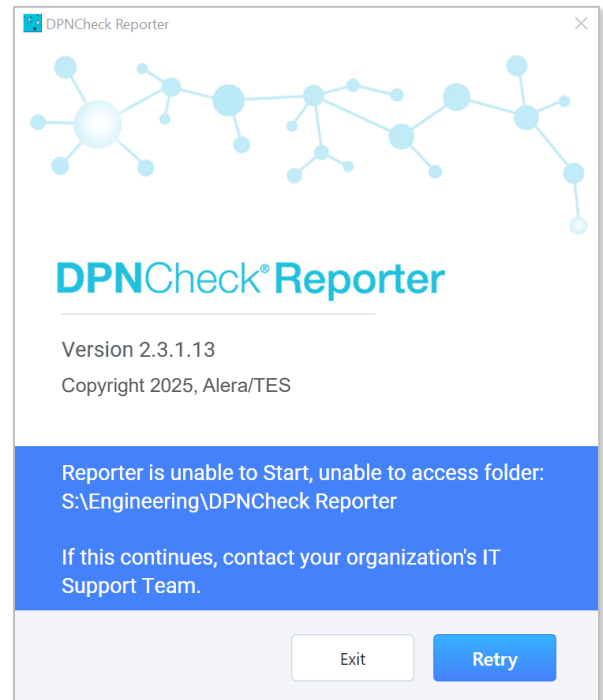 DPNCheck Reporter
DPNCheck® Reporter
Version 2.3.1.13
Copyright 2025, Alera/TES
Reporter is unable to Start, unable to access folder:
S:\Engineering\DPNCheck Reporter
If this continues, contact your organization's IT
Support Team.
Exit
Retry